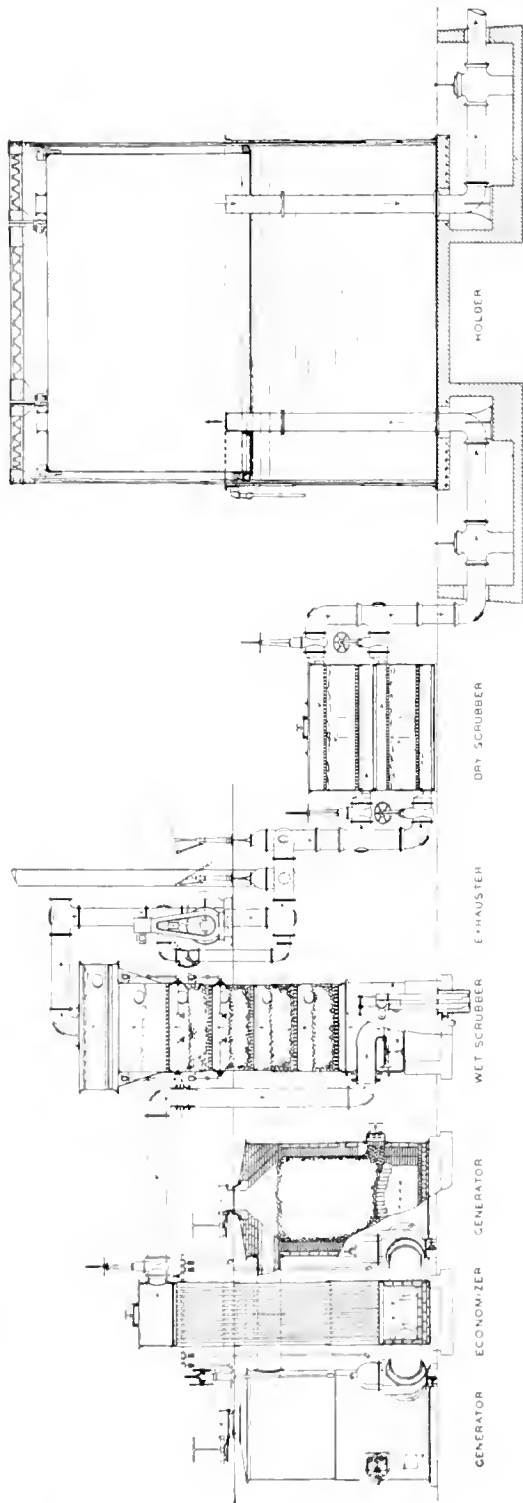 GENERATOR
ECONOMIZER
GENERATOR
WET SCRUBBER
EXHAUSTER
DRY SCRUBBER
HOLDER